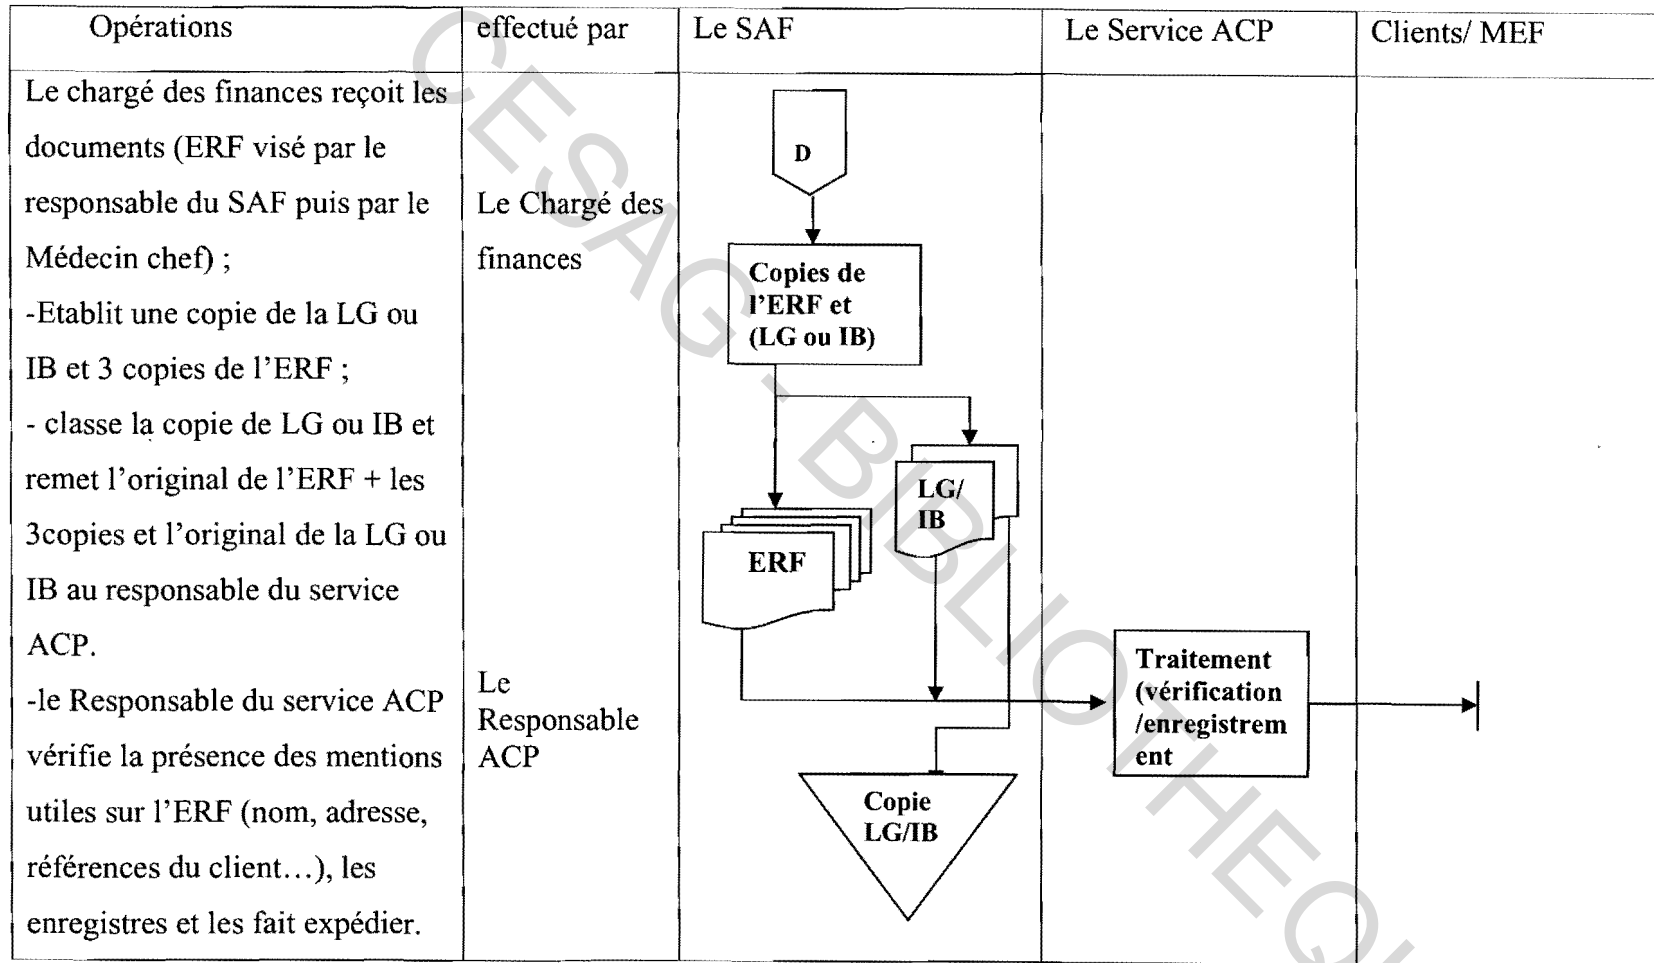 Opérations
effectué par
Le SAF
Le Service ACP
Clients/ MEF
Le chargé des finances reçoit les
documents (ERF visé par le
responsable du SAF puis par le
Médecin chef) ;
-Etablit une copie de la LG ou
IB et 3 copies de l'ERF ;
- classe la copie de LG ou IB et
remet l'original de l'ERF + les
3copies et l'original de la LG ou
IB au responsable du service
ACP.
-le Responsable du service ACP
vérifie la présence des mentions
utiles sur l'ERF (nom, adresse,
références du client…), les
enregistres et les fait expédier.
Le Chargé des
finances
Le
Responsable
ACP
D
Copies de
l'ERF et
(LG ou IB)
LG/
IB
ERF
Copie
LG/IB
Traitement
(vérification
/enregistrem
ent
CESAG - BIBLIOTHEQU